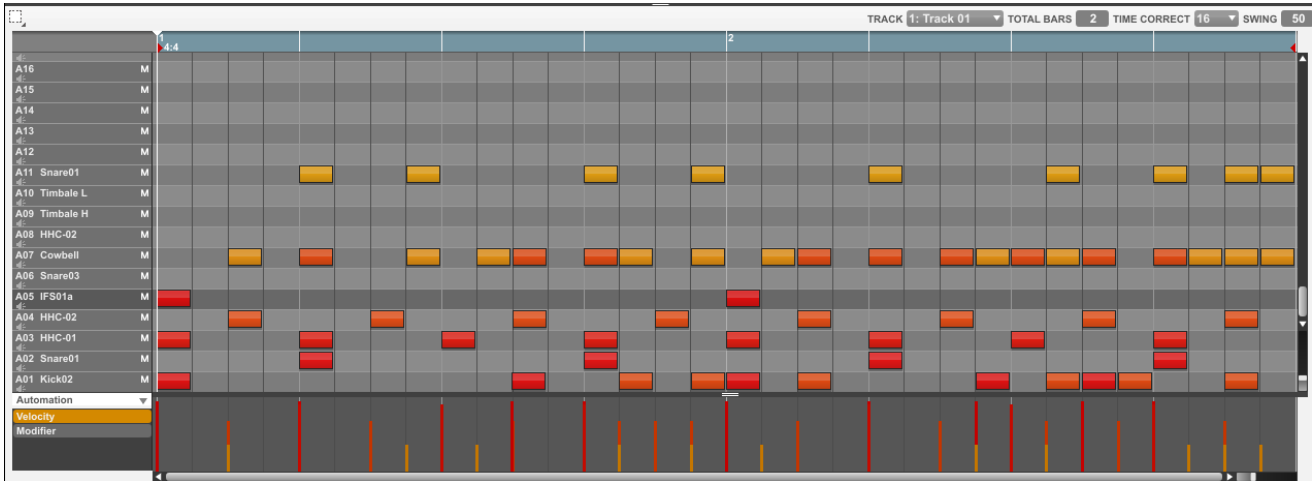 TRACK 1: Track 01 TOTAL BARS 2 TIME CORRECT 16 SWING 50
1 2
4:4
A16 M
A15 M
A14 M
A13 M
A12 M
A11 Snare01 M
A10 Timbale L M
A09 Timbale H M
A08 HHC-02 M
A07 Cowbell M
A06 Snare03 M
A05 IFS01a M
A04 HHC-02 M
A03 HHC-01 M
A02 Snare01 M
A01 Kick02 M
Automation
Velocity
Modifier